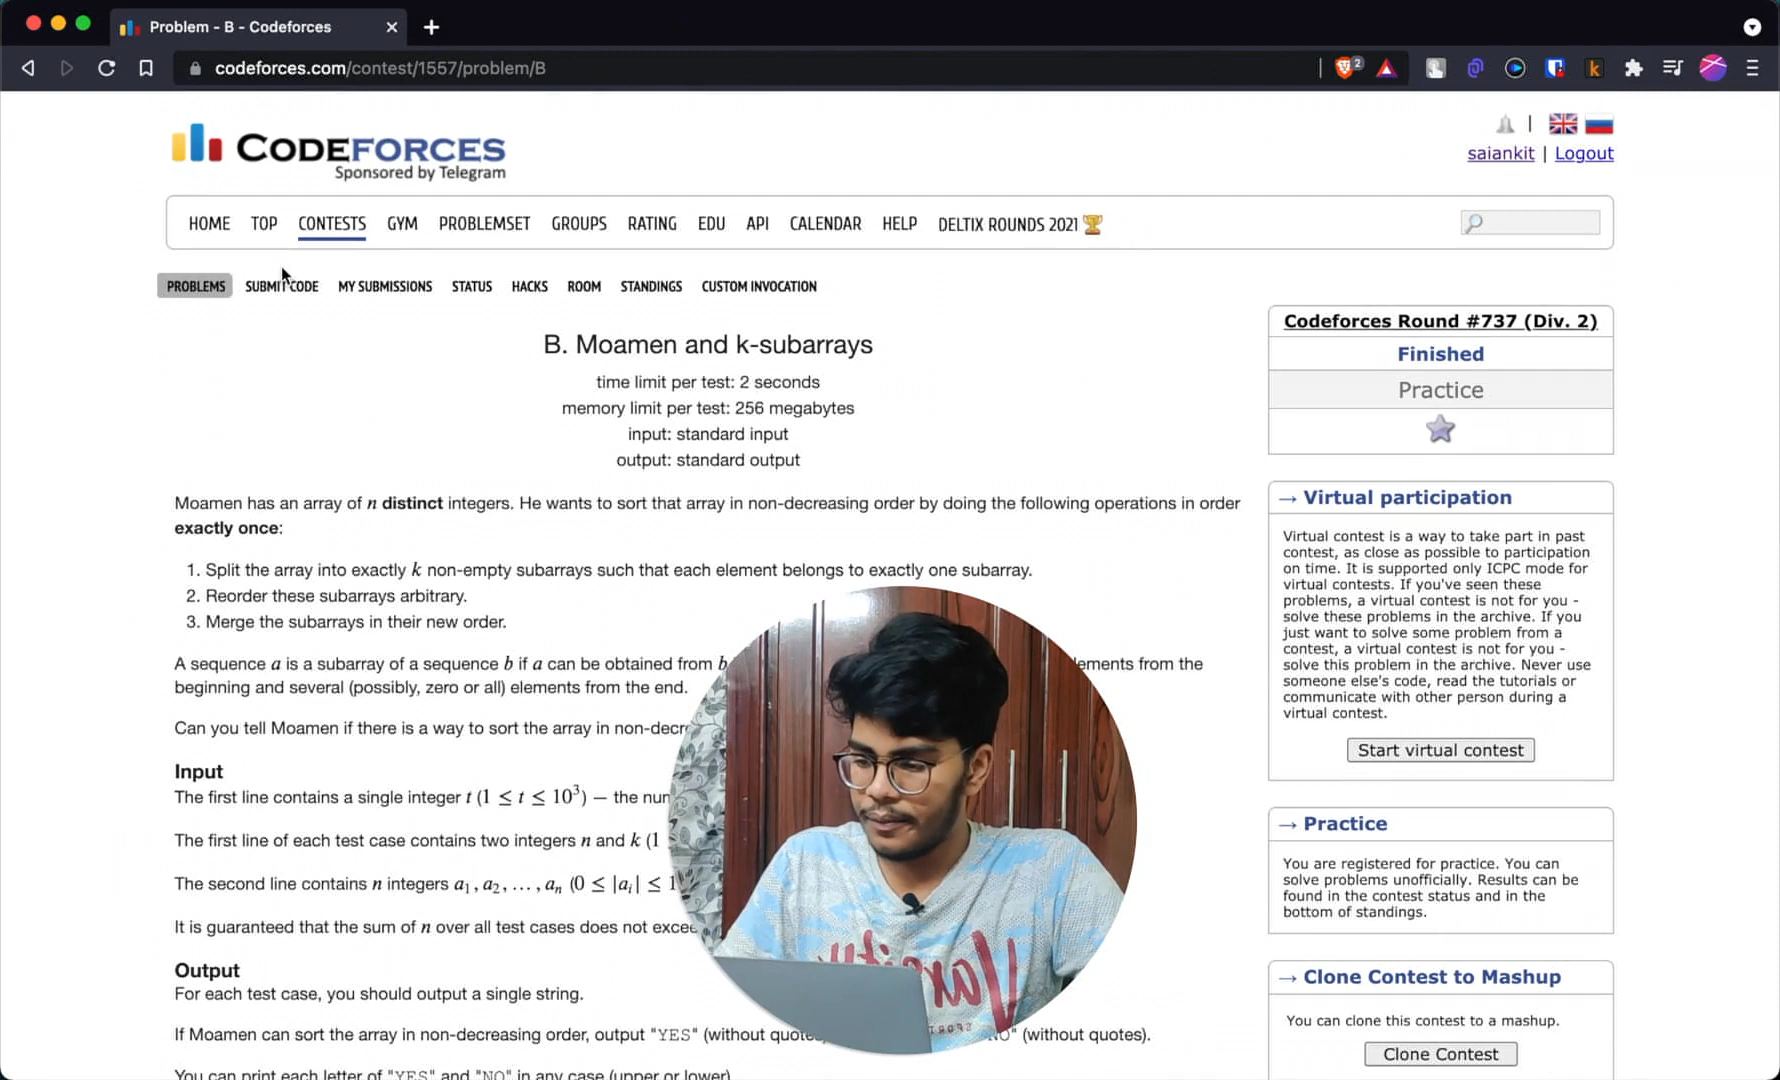 Problem - B - Codeforces
codeforces.com/contest/1557/problem/B
2
CODEFORCES
Sponsored by Telegram
saiankit | Logout
HOME TOP CONTESTS GYM PROBLEMSET GROUPS RATING EDU API CALENDAR HELP DELTIX ROUNDS 2021
PROBLEMS SUBMIT CODE MY SUBMISSIONS STATUS HACKS ROOM STANDINGS CUSTOM INVOCATION
B. Moamen and k-subarrays
time limit per test: 2 seconds
memory limit per test: 256 megabytes
input: standard input
output: standard output
Moamen has an array of n distinct integers. He wants to sort that array in non-decreasing order by doing the following operations in order
exactly once:
1. Split the array into exactly k non-empty subarrays such that each element belongs to exactly one subarray.
2. Reorder these subarrays arbitrary.
3. Merge the subarrays in their new order.
A sequence a is a subarray of a sequence b if a can be obtained from b ements from the
beginning and several (possibly, zero or all) elements from the end.
Can you tell Moamen if there is a way to sort the array in non-decr
Input
The first line contains a single integer t (1 ≤ t ≤ 10³) — the num
The first line of each test case contains two integers n and k (1
The second line contains n integers a₁, a₂, …, aₙ (0 ≤ |aᵢ| ≤ 1
It is guaranteed that the sum of n over all test cases does not excee
Output
For each test case, you should output a single string.
If Moamen can sort the array in non-decreasing order, output "YES" (without quote O" (without quotes).
You can print each letter of "YES" and "NO" in any case (upper or lower)
Codeforces Round #737 (Div. 2)
Finished
Practice
→ Virtual participation
Virtual contest is a way to take part in past
contest, as close as possible to participation
on time. It is supported only ICPC mode for
virtual contests. If you've seen these
problems, a virtual contest is not for you -
solve these problems in the archive. If you
just want to solve some problem from a
contest, a virtual contest is not for you -
solve this problem in the archive. Never use
someone else's code, read the tutorials or
communicate with other person during a
virtual contest.
Start virtual contest
→ Practice
You are registered for practice. You can
solve problems unofficially. Results can be
found in the contest status and in the
bottom of standings.
→ Clone Contest to Mashup
You can clone this contest to a mashup.
Clone Contest